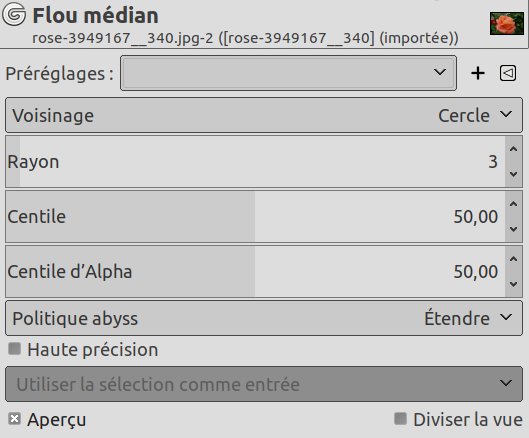 Flou médian
rose-3949167__340.jpg-2 ([rose-3949167__340] (importée))
Préréglages :
Voisinage Cercle
Rayon 3
Centile 50,00
Centile d’Alpha 50,00
Politique abyss Étendre
Haute précision
Utiliser la sélection comme entrée
Aperçu Diviser la vue